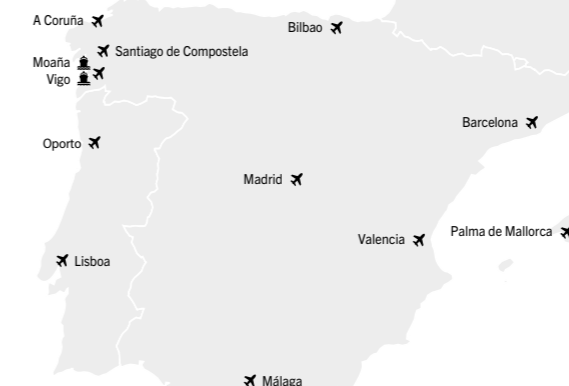 A Coruña
Bilbao
Santiago de Compostela
Moaña
Vigo
Barcelona
Oporto
Madrid
Palma de Mallorca
Valencia
Lisboa
Málaga